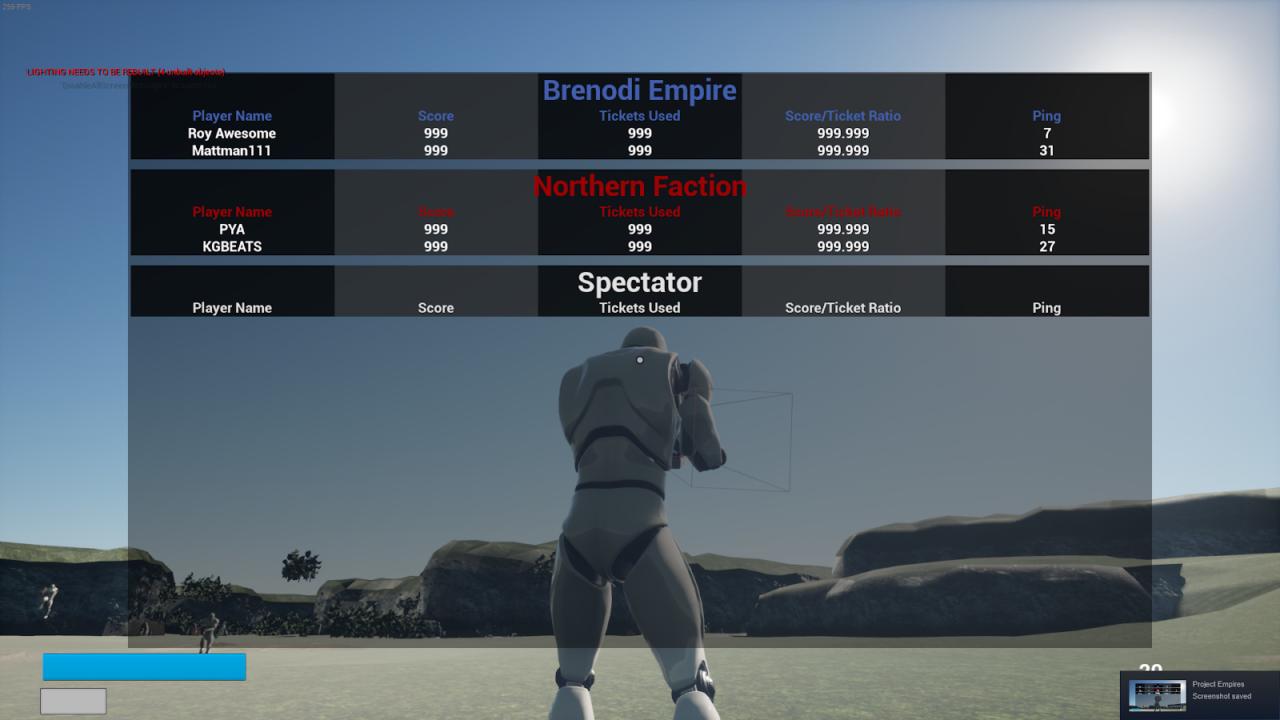 259 FPS
LIGHTING NEEDS TO BE REBUILT (4 unbuilt objects)
Brenodi Empire
Player Name Score Tickets Used Score/Ticket Ratio Ping
Roy Awesome 999 999 999.999 7
Mattman111 999 999 999.999 31
Northern Faction
Player Name Score Tickets Used Score/Ticket Ratio Ping
PYA 999 999 999.999 15
KGBEATS 999 999 999.999 27
Spectator
Player Name Score Tickets Used Score/Ticket Ratio Ping
Project Empires
Screenshot saved